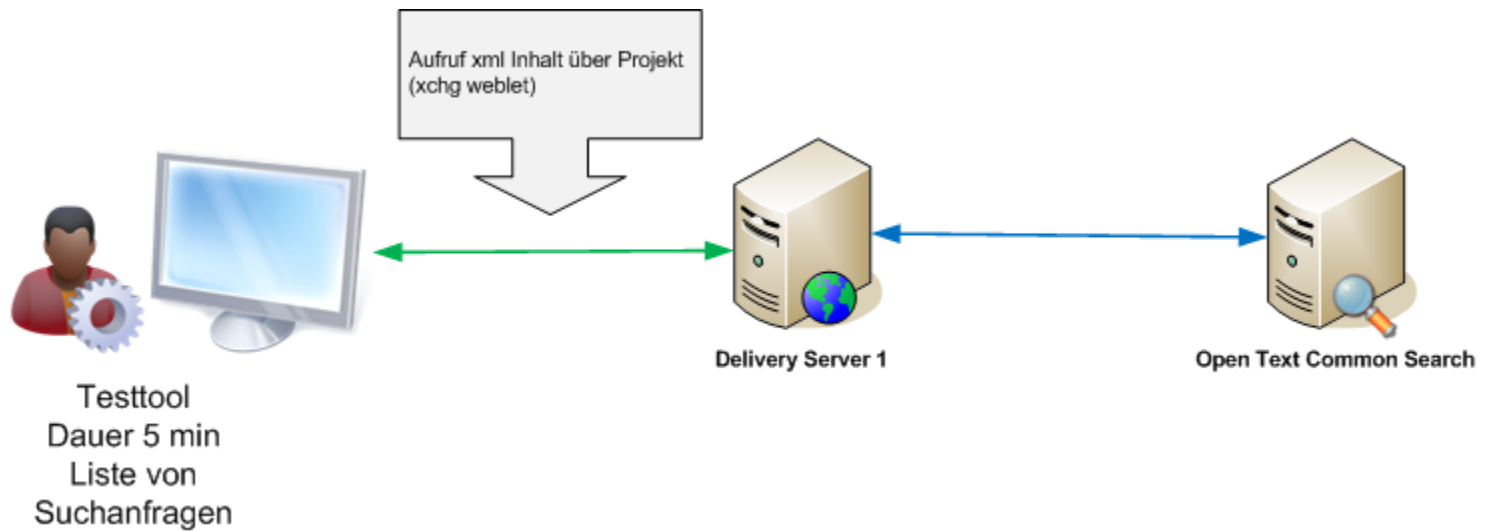 Aufruf xml Inhalt über Projekt
(xchg weblet)
Delivery Server 1
Open Text Common Search
Testtool
Dauer 5 min
Liste von
Suchanfragen